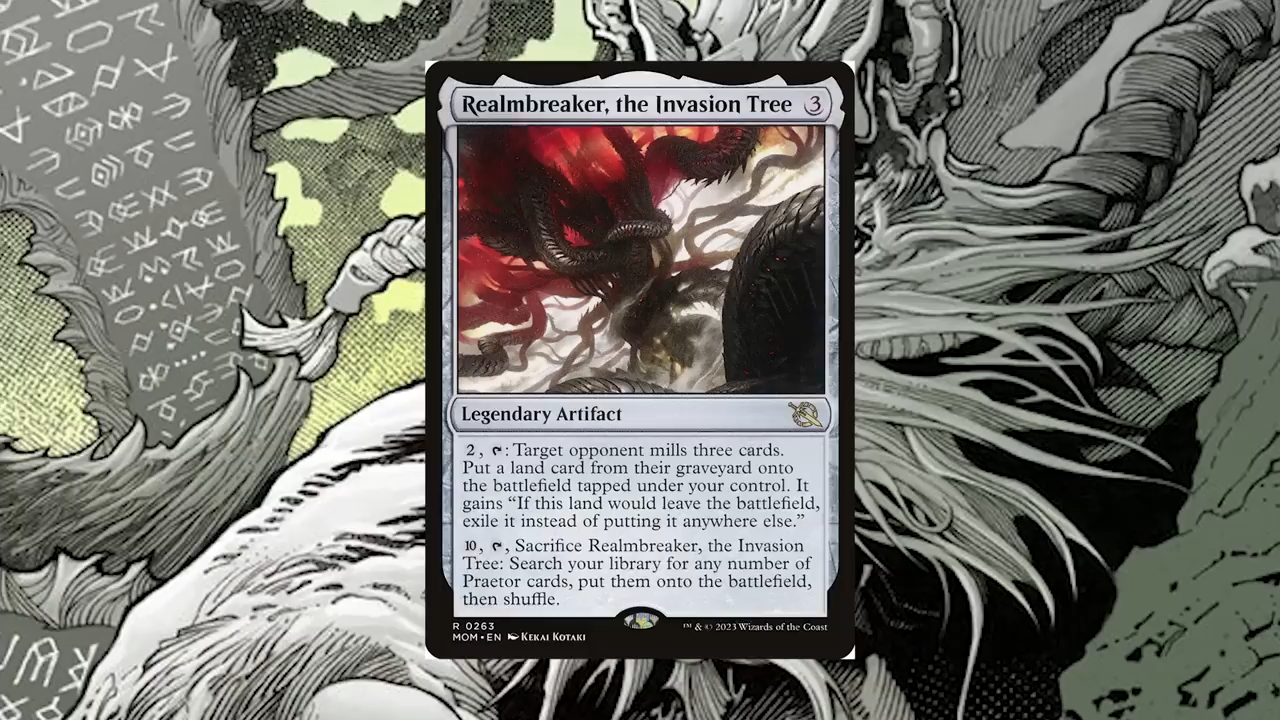 Realmbreaker, the Invasion Tree 3
Legendary Artifact
2, T: Target opponent mills three cards.
Put a land card from their graveyard onto
the battlefield tapped under your control. It
gains “If this land would leave the battlefield,
exile it instead of putting it anywhere else.”
10, T, Sacrifice Realmbreaker, the Invasion
Tree: Search your library for any number of
Praetor cards, put them onto the battlefield,
then shuffle.
R 0263
MOM • EN KEKAI KOTAKI
™ & © 2023 Wizards of the Coast